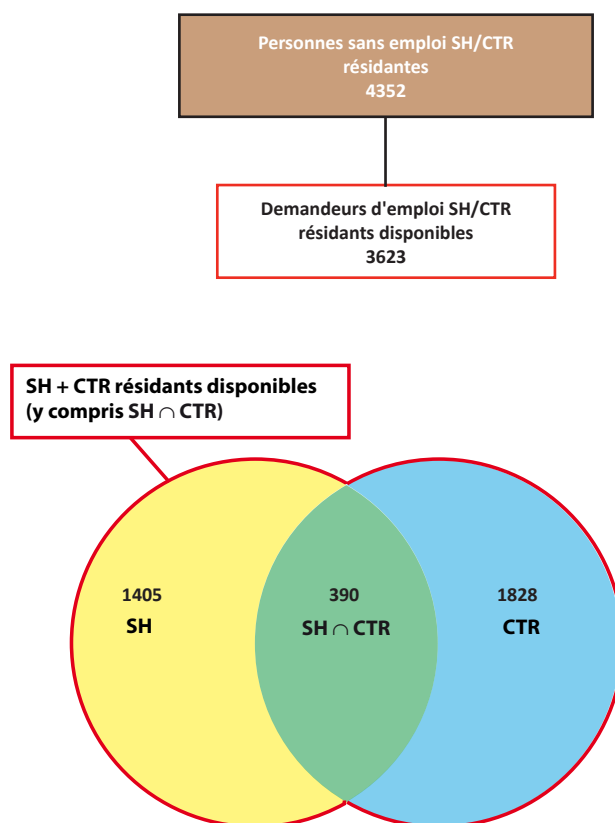 Personnes sans emploi SH/CTR
résidantes
4352
Demandeurs d'emploi SH/CTR
résidants disponibles
3623
SH + CTR résidants disponibles
(y compris SH ∩ CTR)
1405
SH
390
SH ∩ CTR
1828
CTR